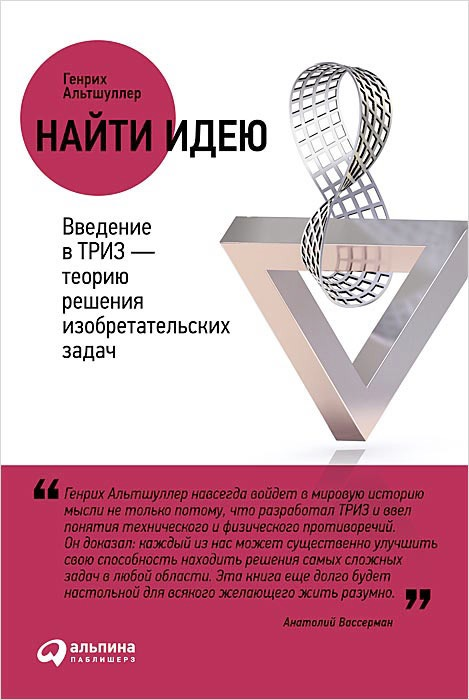 Генрих
Альтшуллер
НАЙТИ ИДЕЮ
Введение
в ТРИЗ —
теорию
решения
изобретательских
задач
“ Генрих Альтшуллер навсегда войдет в мировую историю
мысли не только потому, что разработал ТРИЗ и ввел
понятия технического и физического противоречий.
Он доказал: каждый из нас может существенно улучшить
свою способность находить решения самых сложных
задач в любой области. Эта книга еще долго будет
настольной для всякого желающего жить разумно. ”
Анатолий Вассерман
альпина
ПАБЛИШЕРЗ